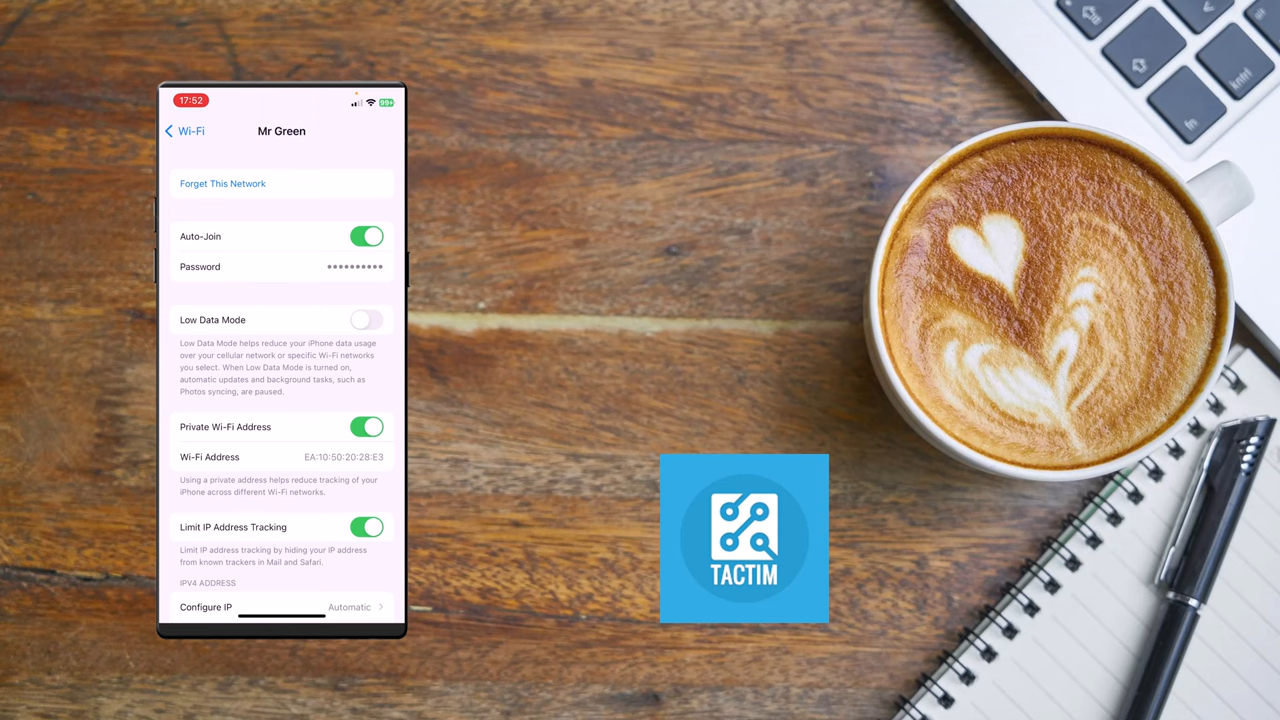 17:52
99+
Wi-Fi
Mr Green
Forget This Network
Auto-Join
Password ••••••••••
Low Data Mode
Low Data Mode helps reduce your iPhone data usage
over your cellular network or specific Wi-Fi networks
you select. When Low Data Mode is turned on,
automatic updates and background tasks, such as
Photos syncing, are paused.
Private Wi-Fi Address
Wi-Fi Address EA:10:50:20:28:E3
Using a private address helps reduce tracking of your
iPhone across different Wi-Fi networks.
Limit IP Address Tracking
Limit IP address tracking by hiding your IP address
from known trackers in Mail and Safari.
IPV4 ADDRESS
Configure IP Automatic
TACTIM
kntrl
fn